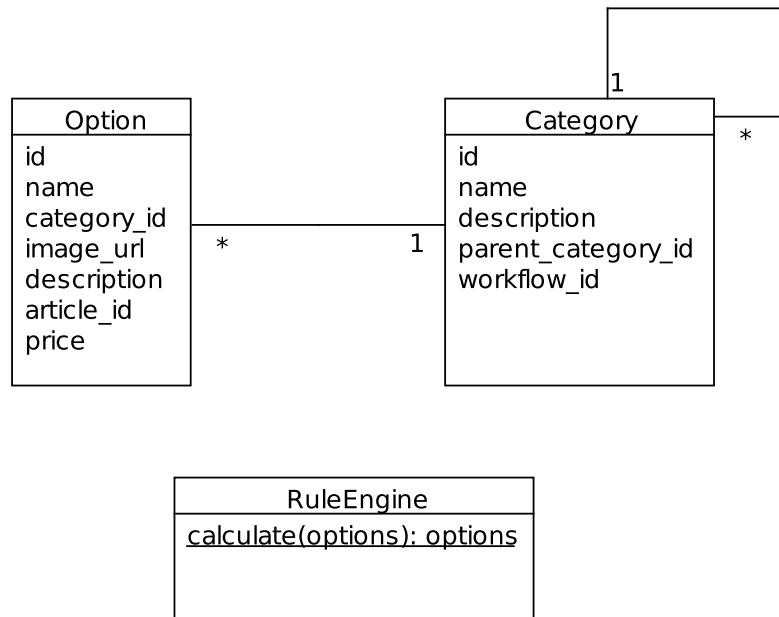 1
Option
id
name
category_id
image_url
description
article_id
price
*
1
Category
id
name
description
parent_category_id
workflow_id
*
RuleEngine
calculate(options): options